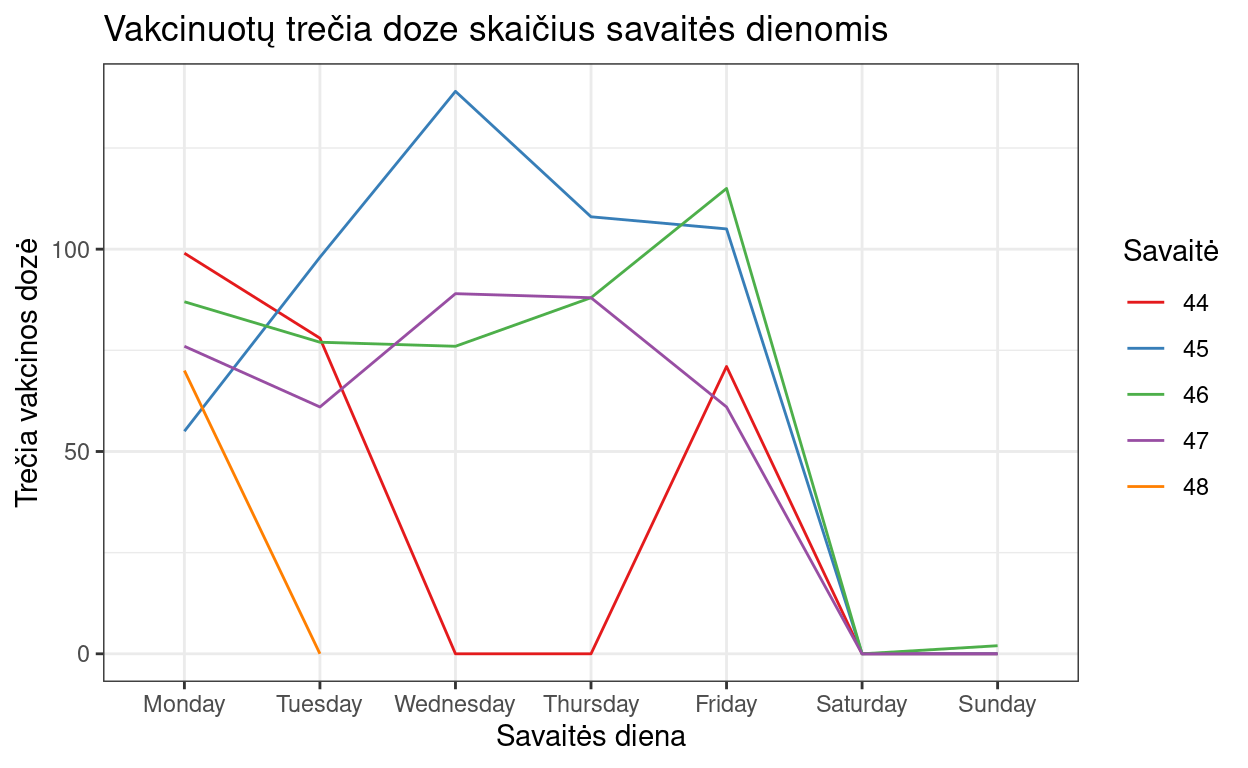 Vakcinuotų trečia doze skaičius savaitės dienomis
Trečia vakcinos dozė
100
50
0
Monday Tuesday Wednesday Thursday Friday Saturday Sunday
Savaitės diena
Savaitė
44
45
46
47
48